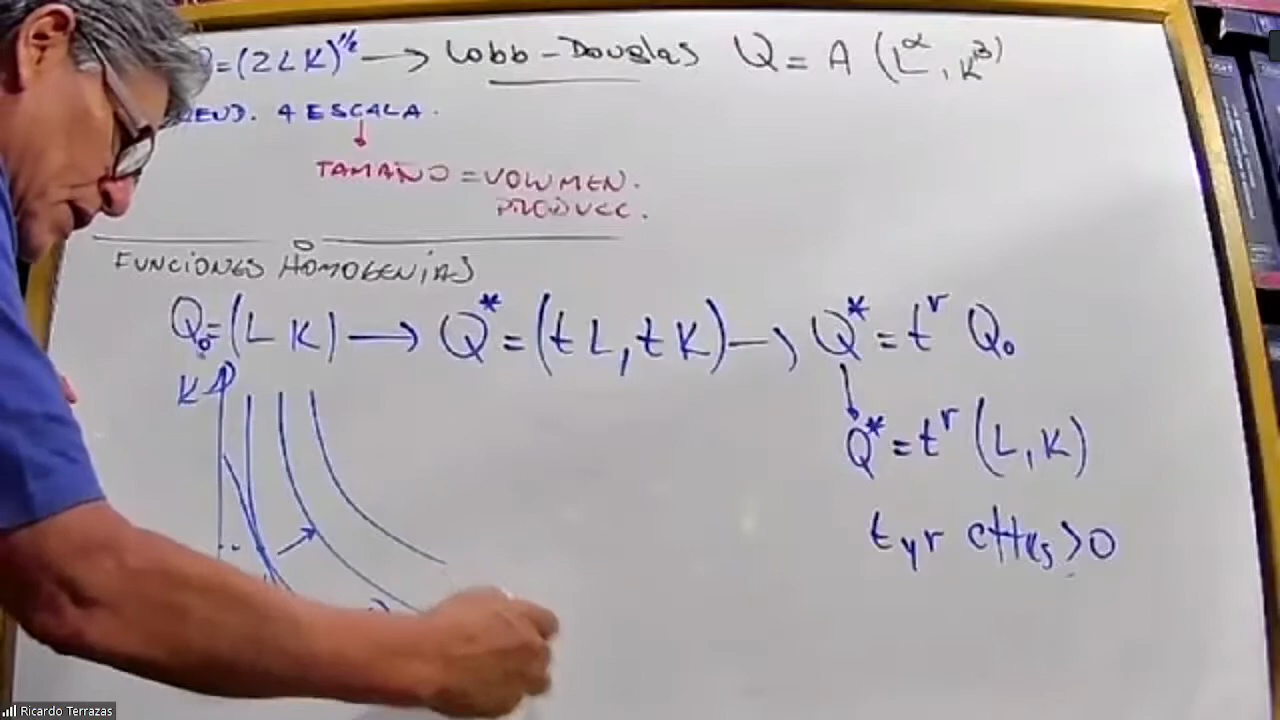 Q=(2LK)^1/2 → Cobb-Douglas Q = A (L^α, K^B)
REND. A ESCALA.
TAMAÑO = VOLUMEN.
PRODUCC.
FUNCIONES HOMOGENIAS
Q₀=(L K) → Q* = (tL, tK) → Q* = t^r Q₀
Q* = t^r (L, K)
K
t y r cttes > 0
Ricardo Terrazas